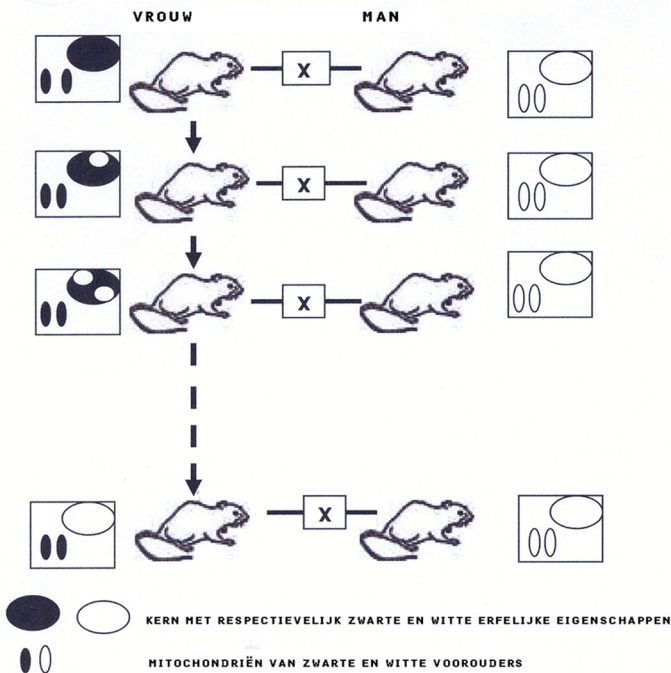 VROUW MAN
X
X
X
X
KERN MET RESPECTIEVELIJK ZWARTE EN WITTE ERFELIJKE EIGENSCHAPPEN
MITOCHONDRIËN VAN ZWARTE EN WITTE VOOROUDERS